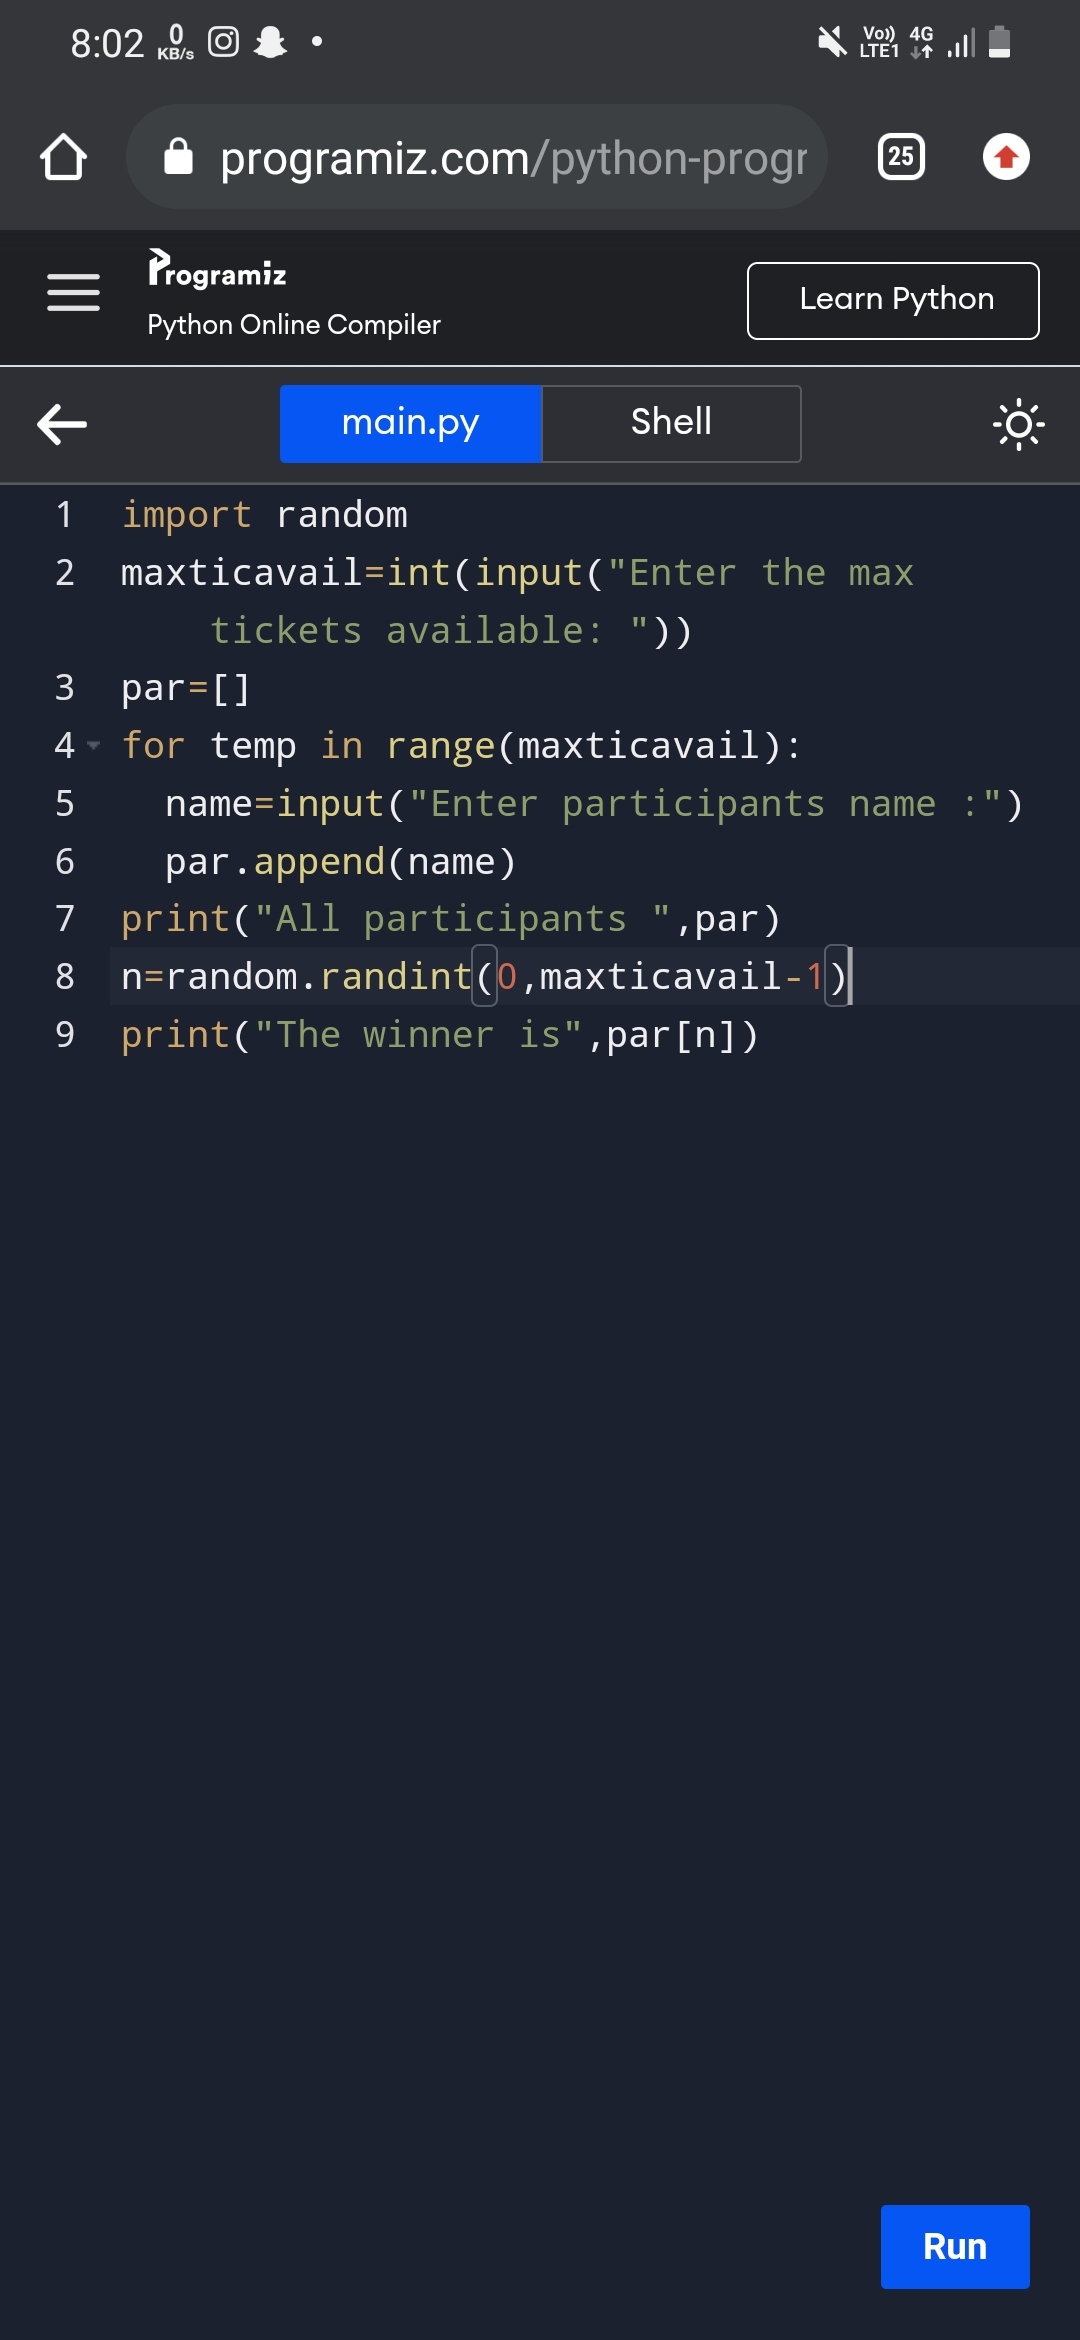 8:02 0 KB/s Vo)) LTE1 4G
programiz.com/python-progr 25
Programiz
Python Online Compiler
Learn Python
main.py Shell
1 import random
2 maxticavail=int(input("Enter the max
tickets available: "))
3 par=[]
4 for temp in range(maxticavail):
5 name=input("Enter participants name :")
6 par.append(name)
7 print("All participants ",par)
8 n=random.randint(0,maxticavail-1)
9 print("The winner is",par[n])
Run